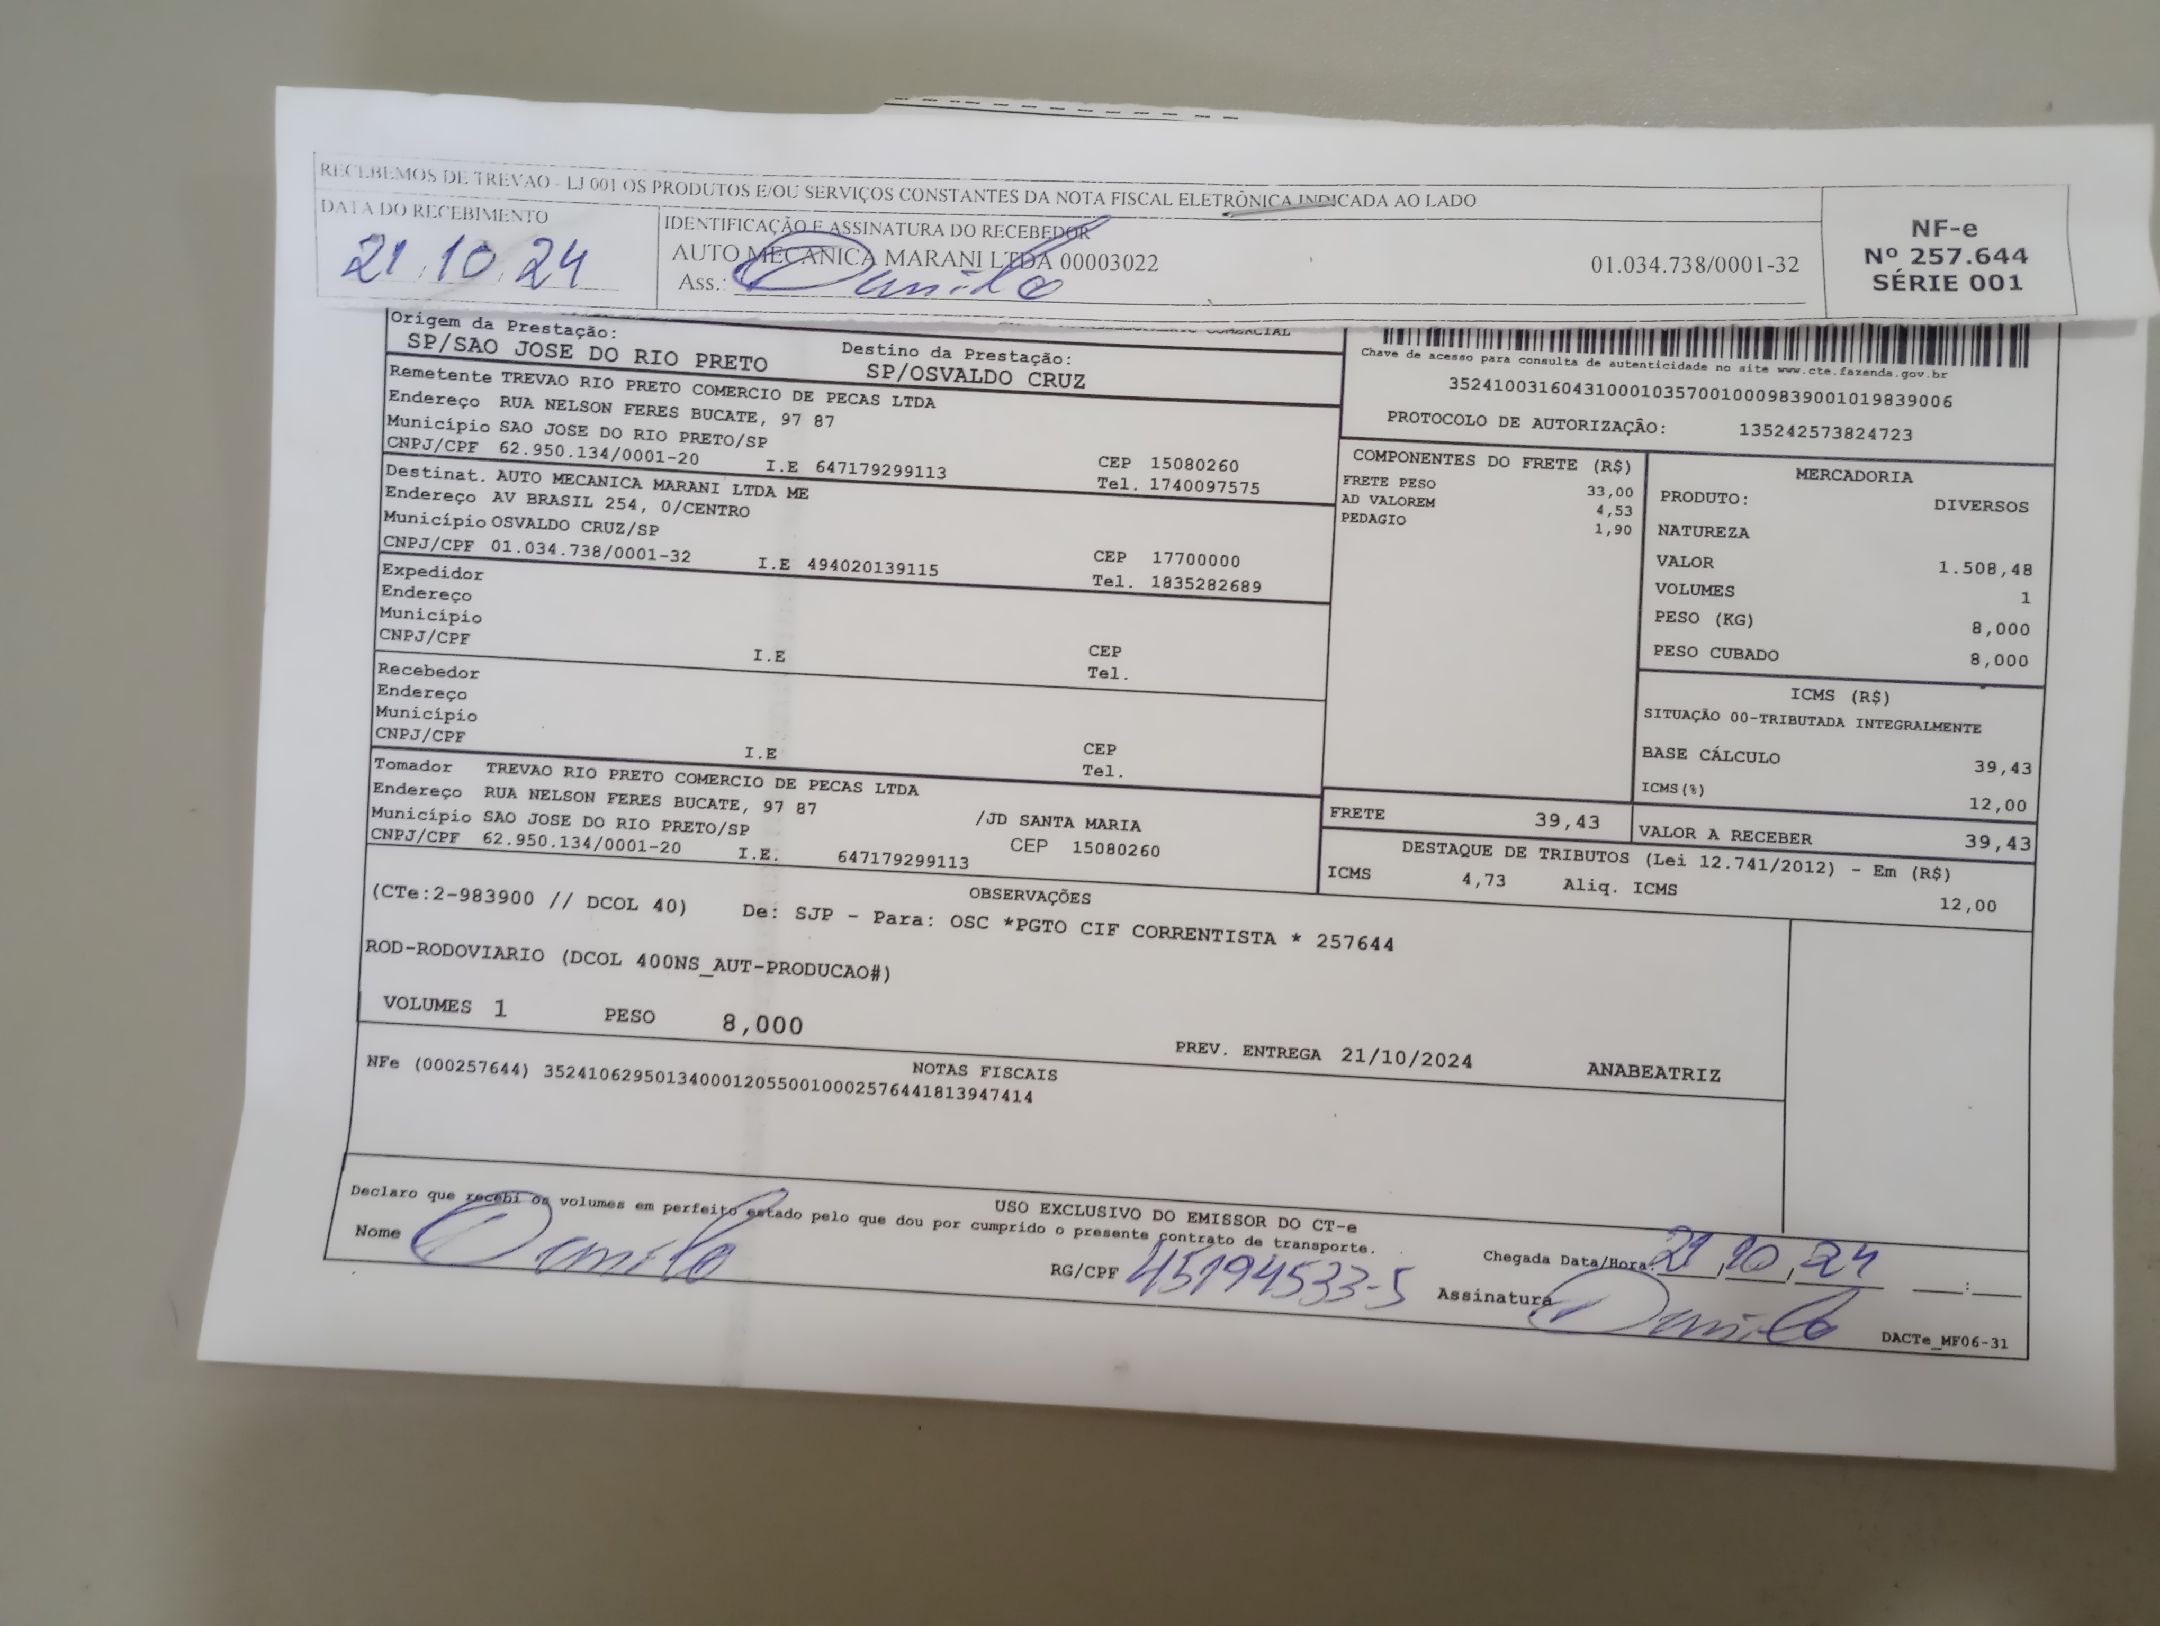 RECEBEMOS DE TREVAO - LJ 001 OS PRODUTOS E/OU SERVIÇOS CONSTANTES DA NOTA FISCAL ELETRÔNICA INDICADA AO LADO
DATA DO RECEBIMENTO
21,10,24
IDENTIFICAÇÃO E ASSINATURA DO RECEBEDOR
AUTO MECANICA MARANI LTDA 00003022 01.034.738/0001-32
Ass.: Danilo
NF-e
Nº 257.644
SÉRIE 001
Origem da Prestação:
SP/SAO JOSE DO RIO PRETO
Destino da Prestação:
SP/OSVALDO CRUZ
Remetente TREVAO RIO PRETO COMERCIO DE PECAS LTDA
Endereço RUA NELSON FERES BUCATE, 97 87
Município SAO JOSE DO RIO PRETO/SP
CNPJ/CPF 62.950.134/0001-20 I.E 647179299113
CEP 15080260
Tel. 1740097575
Destinat. AUTO MECANICA MARANI LTDA ME
Endereço AV BRASIL 254, 0/CENTRO
Município OSVALDO CRUZ/SP
CNPJ/CPF 01.034.738/0001-32 I.E 494020139115
CEP 17700000
Tel. 1835282689
Expedidor
Endereço
Município
CNPJ/CPF I.E
CEP
Tel.
Recebedor
Endereço
Município
CNPJ/CPF I.E
CEP
Tel.
Tomador TREVAO RIO PRETO COMERCIO DE PECAS LTDA
Endereço RUA NELSON FERES BUCATE, 97 87 /JD SANTA MARIA
Município SAO JOSE DO RIO PRETO/SP CEP 15080260
CNPJ/CPF 62.950.134/0001-20 I.E. 647179299113
Chave de acesso para consulta de autenticidade no site www.cte.fazenda.gov.br
35241003160431000103570010009839001019839006
PROTOCOLO DE AUTORIZAÇÃO: 135242573824723
COMPONENTES DO FRETE (R$)
FRETE PESO 33,00
AD VALOREM 4,53
PEDAGIO 1,90
MERCADORIA
PRODUTO: DIVERSOS
NATUREZA
VALOR 1.508,48
VOLUMES 1
PESO (KG) 8,000
PESO CUBADO 8,000
ICMS (R$)
SITUAÇÃO 00-TRIBUTADA INTEGRALMENTE
BASE CÁLCULO 39,43
ICMS(%) 12,00
FRETE 39,43
VALOR A RECEBER 39,43
DESTAQUE DE TRIBUTOS (Lei 12.741/2012) - Em (R$)
ICMS 4,73 Aliq. ICMS 12,00
OBSERVAÇÕES
(CTe:2-983900 // DCOL 40) De: SJP - Para: OSC *PGTO CIF CORRENTISTA * 257644
ROD-RODOVIARIO (DCOL 400NS_AUT-PRODUCAO#)
VOLUMES 1 PESO 8,000
PREV. ENTREGA 21/10/2024 ANABEATRIZ
NOTAS FISCAIS
NFe (000257644) 35241062950134000120550010002576441813947414
USO EXCLUSIVO DO EMISSOR DO CT-e
Declaro que recebi os volumes em perfeito estado pelo que dou por cumprido o presente contrato de transporte.
Nome Danilo RG/CPF 45194533-5
Chegada Data/Hora: 21,10,24 :
Assinatura Danilo
DACTe_MF06-31